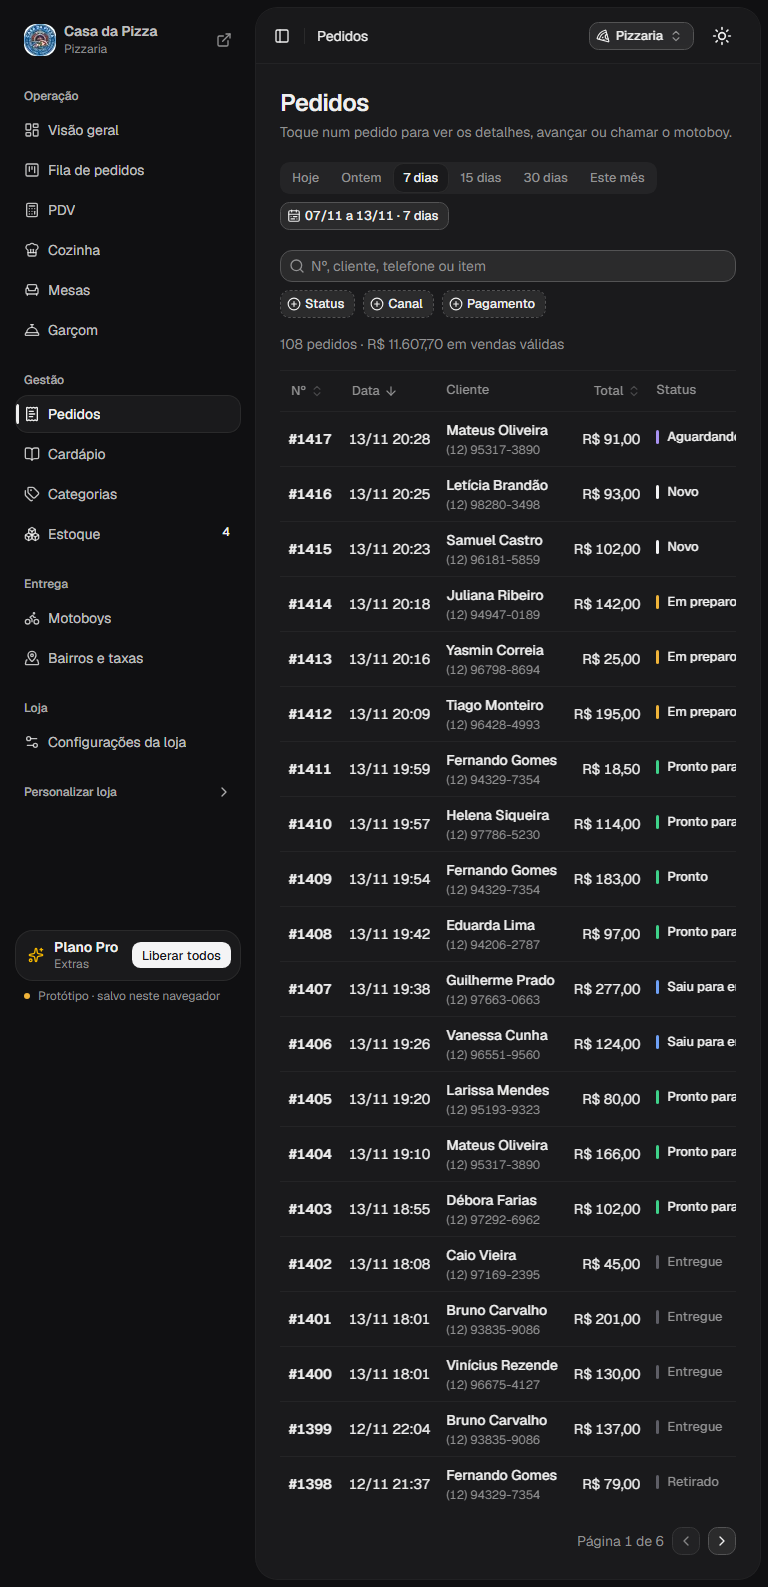 Casa da Pizza
Pizzaria
Operação
Visão geral
Fila de pedidos
PDV
Cozinha
Mesas
Garçom
Gestão
Pedidos
Cardápio
Categorias
Estoque 4
Entrega
Motoboys
Bairros e taxas
Loja
Configurações da loja
Personalizar loja
Plano Pro
Extras
Liberar todos
Protótipo · salvo neste navegador
Pedidos
Pizzaria
Pedidos
Toque num pedido para ver os detalhes, avançar ou chamar o motoboy.
Hoje Ontem 7 dias 15 dias 30 dias Este mês
07/11 a 13/11 · 7 dias
Nº, cliente, telefone ou item
Status Canal Pagamento
108 pedidos · R$ 11.607,70 em vendas válidas
Nº Data Cliente Total Status
#1417 13/11 20:28 Mateus Oliveira R$ 91,00 Aguardando
(12) 95317-3890
#1416 13/11 20:25 Letícia Brandão R$ 93,00 Novo
(12) 98280-3498
#1415 13/11 20:23 Samuel Castro R$ 102,00 Novo
(12) 96181-5859
#1414 13/11 20:18 Juliana Ribeiro R$ 142,00 Em preparo
(12) 94947-0189
#1413 13/11 20:16 Yasmin Correia R$ 25,00 Em preparo
(12) 96798-8694
#1412 13/11 20:09 Tiago Monteiro R$ 195,00 Em preparo
(12) 96428-4993
#1411 13/11 19:59 Fernando Gomes R$ 18,50 Pronto para
(12) 94329-7354
#1410 13/11 19:57 Helena Siqueira R$ 114,00 Pronto para
(12) 97786-5230
#1409 13/11 19:54 Fernando Gomes R$ 183,00 Pronto
(12) 94329-7354
#1408 13/11 19:42 Eduarda Lima R$ 97,00 Pronto para
(12) 94206-2787
#1407 13/11 19:38 Guilherme Prado R$ 277,00 Saiu para e
(12) 97663-0663
#1406 13/11 19:26 Vanessa Cunha R$ 124,00 Saiu para e
(12) 96551-9560
#1405 13/11 19:20 Larissa Mendes R$ 80,00 Pronto para
(12) 95193-9323
#1404 13/11 19:10 Mateus Oliveira R$ 166,00 Pronto para
(12) 95317-3890
#1403 13/11 18:55 Débora Farias R$ 102,00 Pronto para
(12) 97292-6962
#1402 13/11 18:08 Caio Vieira R$ 45,00 Entregue
(12) 97169-2395
#1401 13/11 18:01 Bruno Carvalho R$ 201,00 Entregue
(12) 93835-9086
#1400 13/11 18:01 Vinícius Rezende R$ 130,00 Entregue
(12) 96675-4127
#1399 12/11 22:04 Bruno Carvalho R$ 137,00 Entregue
(12) 93835-9086
#1398 12/11 21:37 Fernando Gomes R$ 79,00 Retirado
(12) 94329-7354
Página 1 de 6